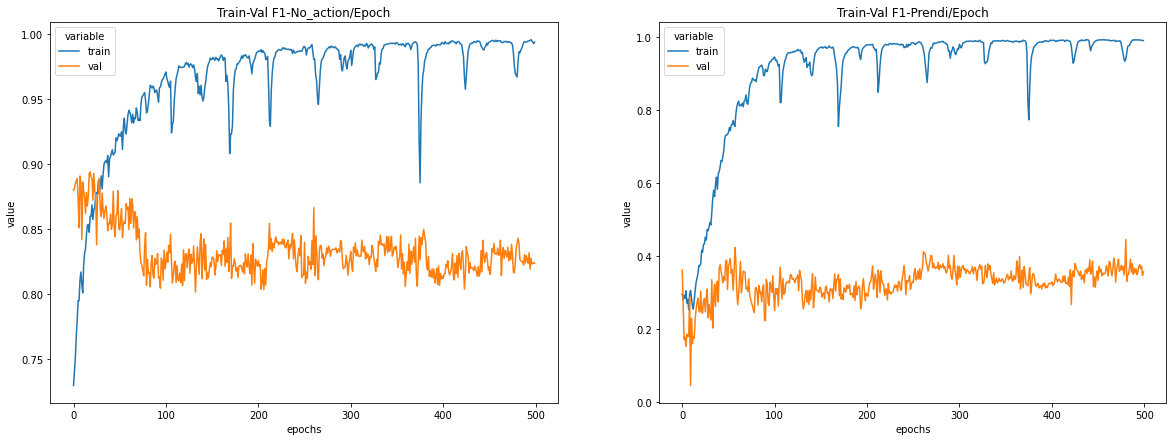 Train-Val F1-No_action/Epoch
variable
train
val
value
1.00
0.95
0.90
0.85
0.80
0.75
0
100
200
300
400
500
epochs
Train-Val F1-Prendi/Epoch
variable
train
val
value
1.0
0.8
0.6
0.4
0.2
0.0
0
100
200
300
400
500
epochs